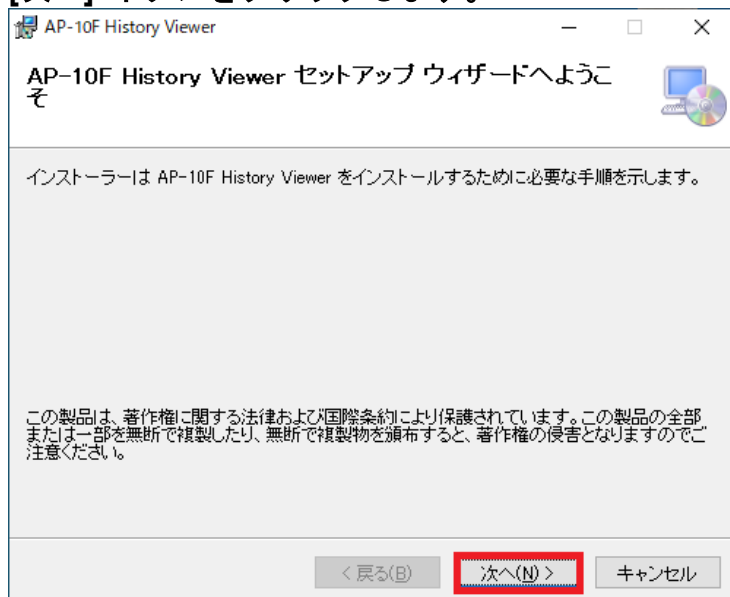 AP-10F History Viewer
AP-10F History Viewer セットアップ ウィザードへようこ
そ
インストーラーは AP-10F History Viewer をインストールするために必要な手順を示します。
この製品は、著作権に関する法律および国際条約により保護されています。この製品の全部
または一部を無断で複製したり、無断で複製物を頒布すると、著作権の侵害となりますのでご
注意ください。
< 戻る(B)
次へ(N) >
キャンセル